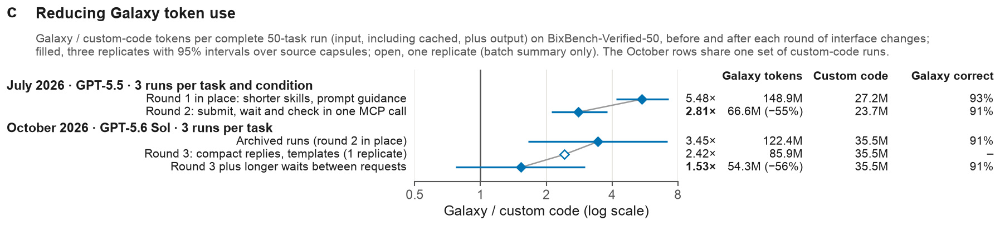 C Reducing Galaxy token use
Galaxy / custom-code tokens per complete 50-task run (input, including cached, plus output) on BixBench-Verified-50, before and after each round of interface changes;
filled, three replicates with 95% intervals over source capsules; open, one replicate (batch summary only). The October rows share one set of custom-code runs.
Galaxy tokens Custom code Galaxy correct
July 2026 · GPT-5.5 · 3 runs per task and condition
Round 1 in place: shorter skills, prompt guidance 5.48× 148.9M 27.2M 93%
Round 2: submit, wait and check in one MCP call 2.81× 66.6M (−55%) 23.7M 91%
October 2026 · GPT-5.6 Sol · 3 runs per task
Archived runs (round 2 in place) 3.45× 122.4M 35.5M 91%
Round 3: compact replies, templates (1 replicate) 2.42× 85.9M 35.5M –
Round 3 plus longer waits between requests 1.53× 54.3M (−56%) 35.5M 91%
0.5 1 2 4 8
Galaxy / custom code (log scale)